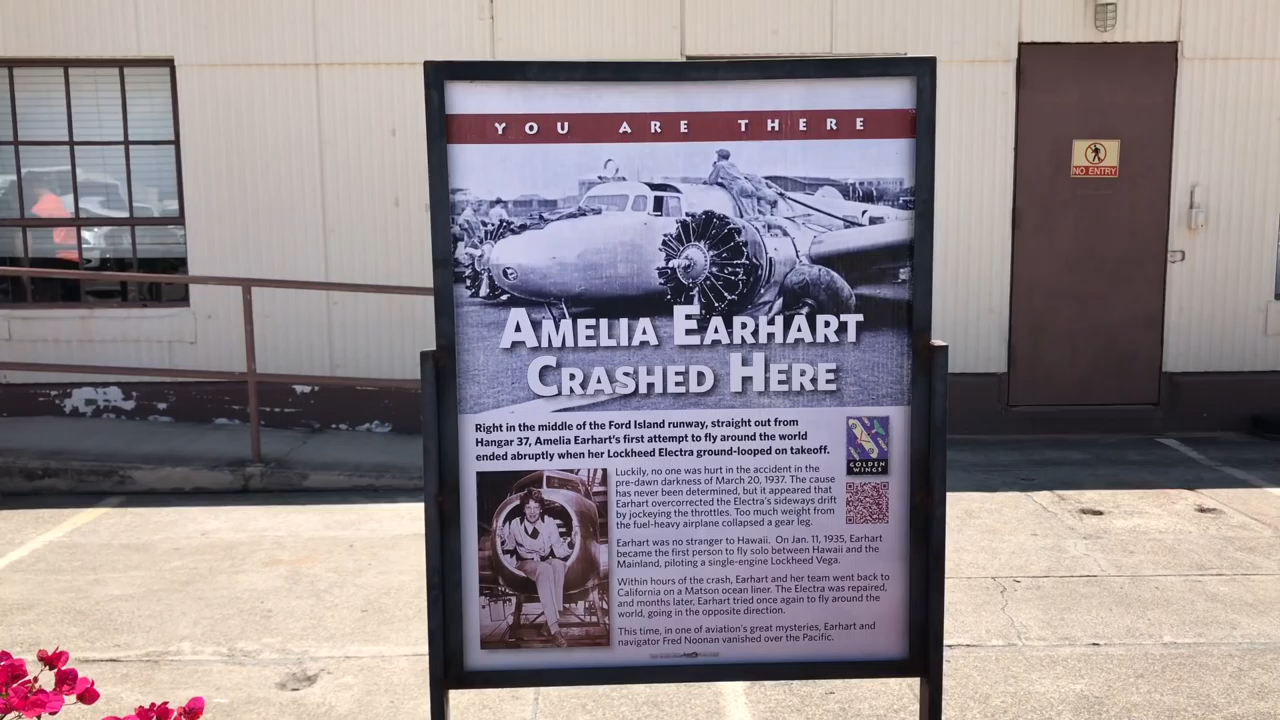 YOU ARE THERE
NO ENTRY
AMELIA EARHART
CRASHED HERE
Right in the middle of the Ford Island runway, straight out from
Hangar 37, Amelia Earhart's first attempt to fly around the world
ended abruptly when her Lockheed Electra ground-looped on takeoff.
GOLDEN
WINGS
Luckily, no one was hurt in the accident in the
pre-dawn darkness of March 20, 1937. The cause
has never been determined, but it appeared that
Earhart overcorrected the Electra's sideways drift
by jockeying the throttles. Too much weight from
the fuel-heavy airplane collapsed a gear leg.
Earhart was no stranger to Hawaii. On Jan. 11, 1935, Earhart
became the first person to fly solo between Hawaii and the
Mainland, piloting a single-engine Lockheed Vega.
Within hours of the crash, Earhart and her team went back to
California on a Matson ocean liner. The Electra was repaired,
and months later, Earhart tried once again to fly around the
world, going in the opposite direction.
This time, in one of aviation's great mysteries, Earhart and
navigator Fred Noonan vanished over the Pacific.